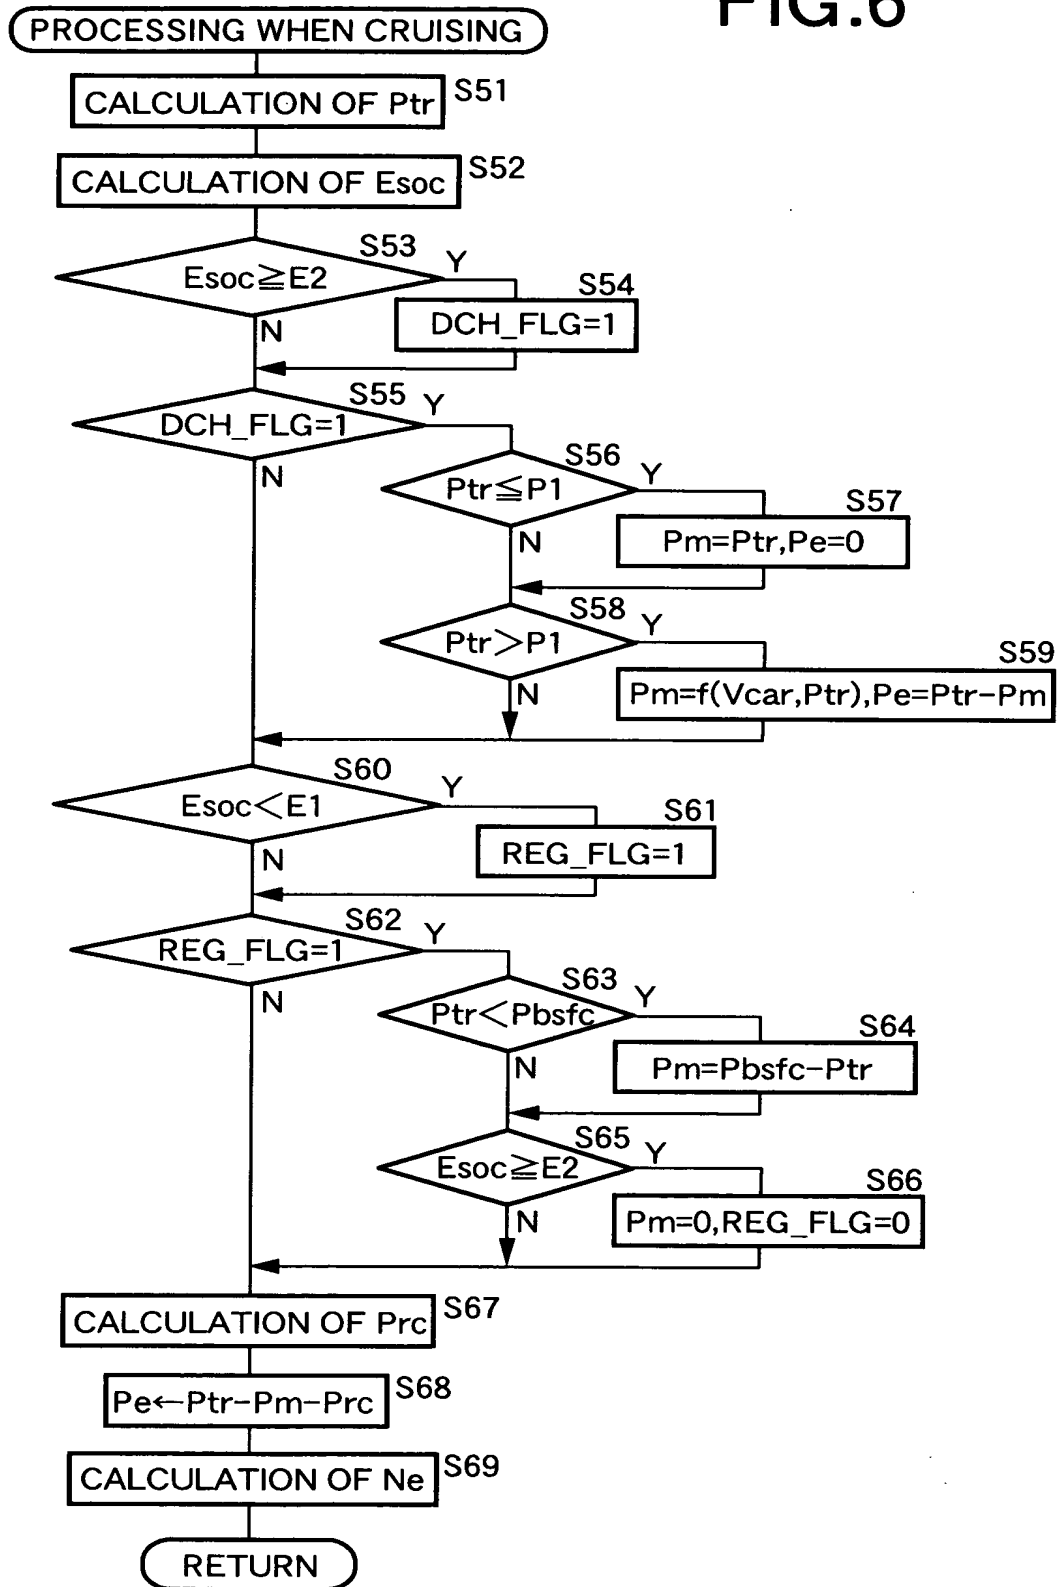 FIG.6
PROCESSING WHEN CRUISING
CALCULATION OF Ptr
S51
CALCULATION OF Esoc
S52
S53
Esoc≧E2
Y
N
S54
DCH_FLG=1
S55
DCH_FLG=1
Y
N
S56
Ptr≦P1
Y
N
S57
Pm=Ptr,Pe=0
S58
Ptr>P1
Y
N
S59
Pm=f(Vcar,Ptr),Pe=Ptr-Pm
S60
Esoc<E1
Y
N
S61
REG_FLG=1
S62
REG_FLG=1
Y
N
S63
Ptr<Pbsfc
Y
N
S64
Pm=Pbsfc-Ptr
S65
Esoc≧E2
Y
N
S66
Pm=0,REG_FLG=0
CALCULATION OF Prc
S67
Pe←Ptr-Pm-Prc
S68
CALCULATION OF Ne
S69
RETURN